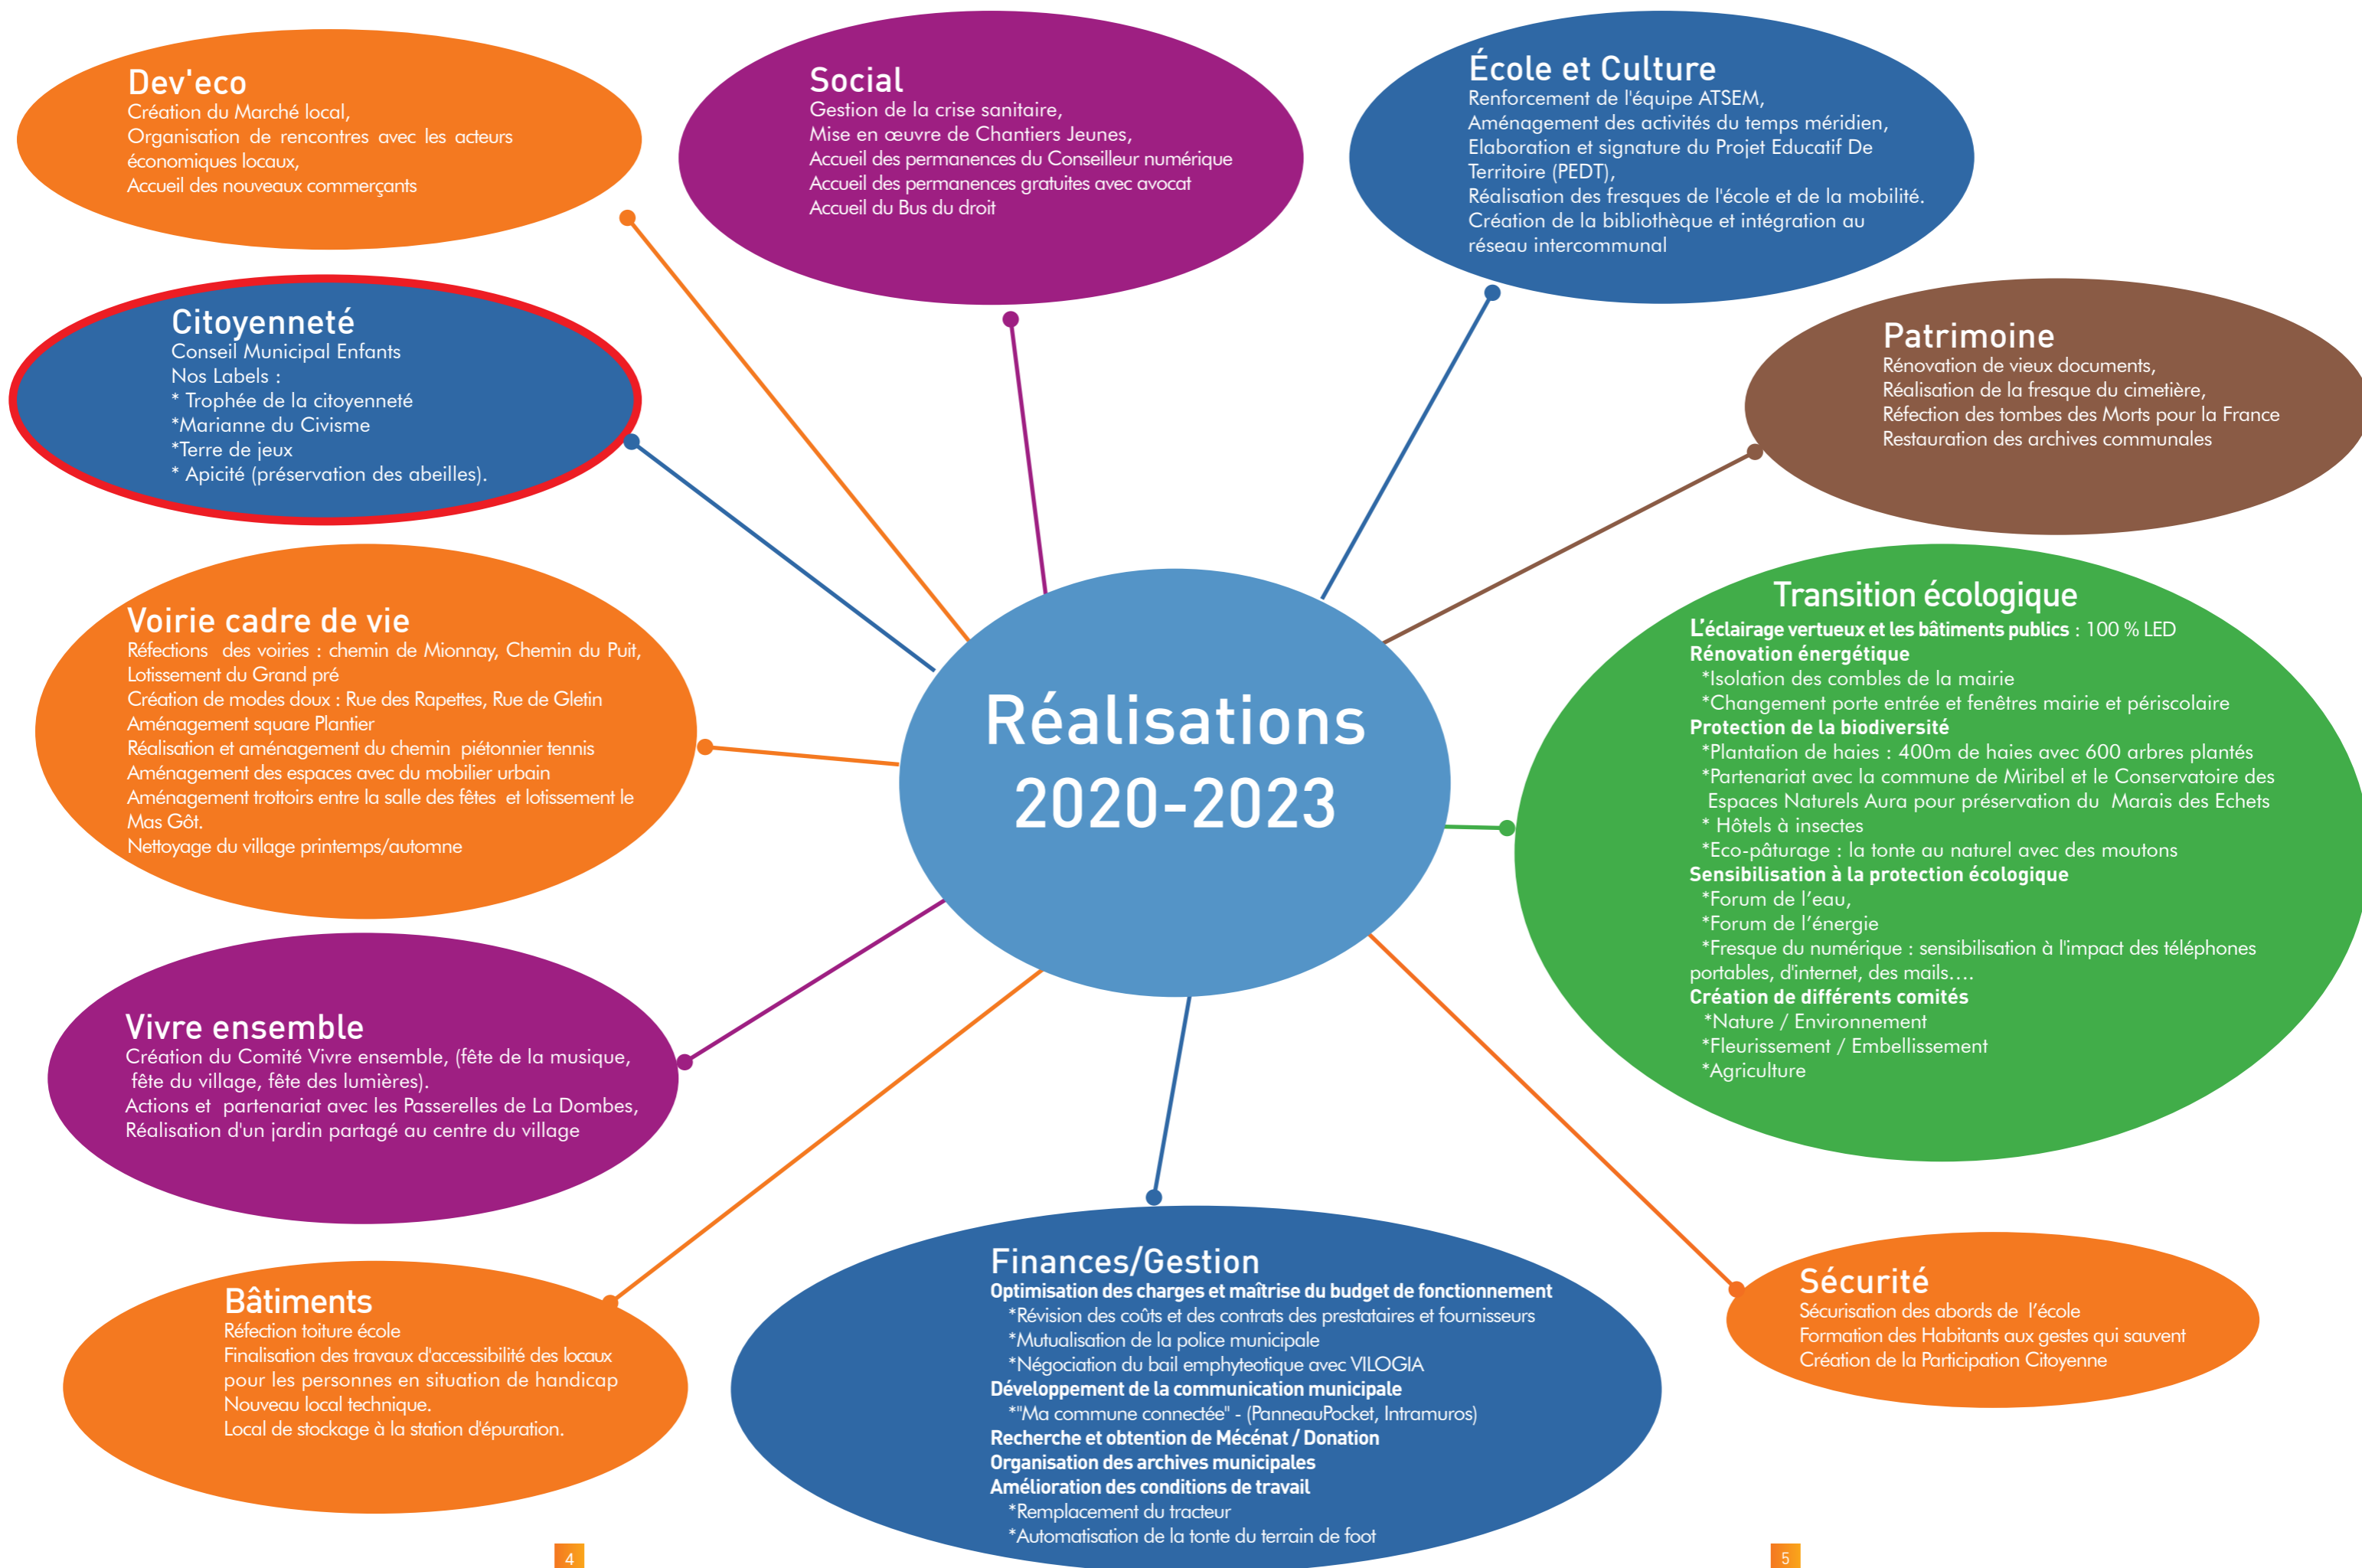 Dev'eco
Création du Marché local,
Organisation de rencontres avec les acteurs
économiques locaux,
Accueil des nouveaux commerçants
Social
Gestion de la crise sanitaire,
Mise en œuvre de Chantiers Jeunes,
Accueil des permanences du Conseilleur numérique
Accueil des permanences gratuites avec avocat
Accueil du Bus du droit
École et Culture
Renforcement de l'équipe ATSEM,
Aménagement des activités du temps méridien,
Elaboration et signature du Projet Educatif De
Territoire (PEDT),
Réalisation des fresques de l'école et de la mobilité.
Création de la bibliothèque et intégration au
réseau intercommunal
Citoyenneté
Conseil Municipal Enfants
Nos Labels :
* Trophée de la citoyenneté
*Marianne du Civisme
*Terre de jeux
* Apicité (préservation des abeilles).
Patrimoine
Rénovation de vieux documents,
Réalisation de la fresque du cimetière,
Réfection des tombes des Morts pour la France
Restauration des archives communales
Voirie cadre de vie
Réfections des voiries : chemin de Mionnay, Chemin du Puit,
Lotissement du Grand pré
Création de modes doux : Rue des Rapettes, Rue de Gletin
Aménagement square Plantier
Réalisation et aménagement du chemin piétonnier tennis
Aménagement des espaces avec du mobilier urbain
Aménagement trottoirs entre la salle des fêtes et lotissement le
Mas Gôt.
Nettoyage du village printemps/automne
Réalisations
2020-2023
Transition écologique
L'éclairage vertueux et les bâtiments publics : 100 % LED
Rénovation énergétique
*Isolation des combles de la mairie
*Changement porte entrée et fenêtres mairie et périscolaire
Protection de la biodiversité
*Plantation de haies : 400m de haies avec 600 arbres plantés
*Partenariat avec la commune de Miribel et le Conservatoire des
Espaces Naturels Aura pour préservation du Marais des Echets
* Hôtels à insectes
*Eco-pâturage : la tonte au naturel avec des moutons
Sensibilisation à la protection écologique
*Forum de l'eau,
*Forum de l'énergie
*Fresque du numérique : sensibilisation à l'impact des téléphones
portables, d'internet, des mails....
Création de différents comités
*Nature / Environnement
*Fleurissement / Embellissement
*Agriculture
Vivre ensemble
Création du Comité Vivre ensemble, (fête de la musique,
fête du village, fête des lumières).
Actions et partenariat avec les Passerelles de La Dombes,
Réalisation d'un jardin partagé au centre du village
Bâtiments
Réfection toiture école
Finalisation des travaux d'accessibilité des locaux
pour les personnes en situation de handicap
Nouveau local technique.
Local de stockage à la station d'épuration.
Finances/Gestion
Optimisation des charges et maîtrise du budget de fonctionnement
*Révision des coûts et des contrats des prestataires et fournisseurs
*Mutualisation de la police municipale
*Négociation du bail emphyteotique avec VILOGIA
Développement de la communication municipale
*"Ma commune connectée" - (PanneauPocket, Intramuros)
Recherche et obtention de Mécénat / Donation
Organisation des archives municipales
Amélioration des conditions de travail
*Remplacement du tracteur
*Automatisation de la tonte du terrain de foot
Sécurité
Sécurisation des abords de l'école
Formation des Habitants aux gestes qui sauvent
Création de la Participation Citoyenne
4
5